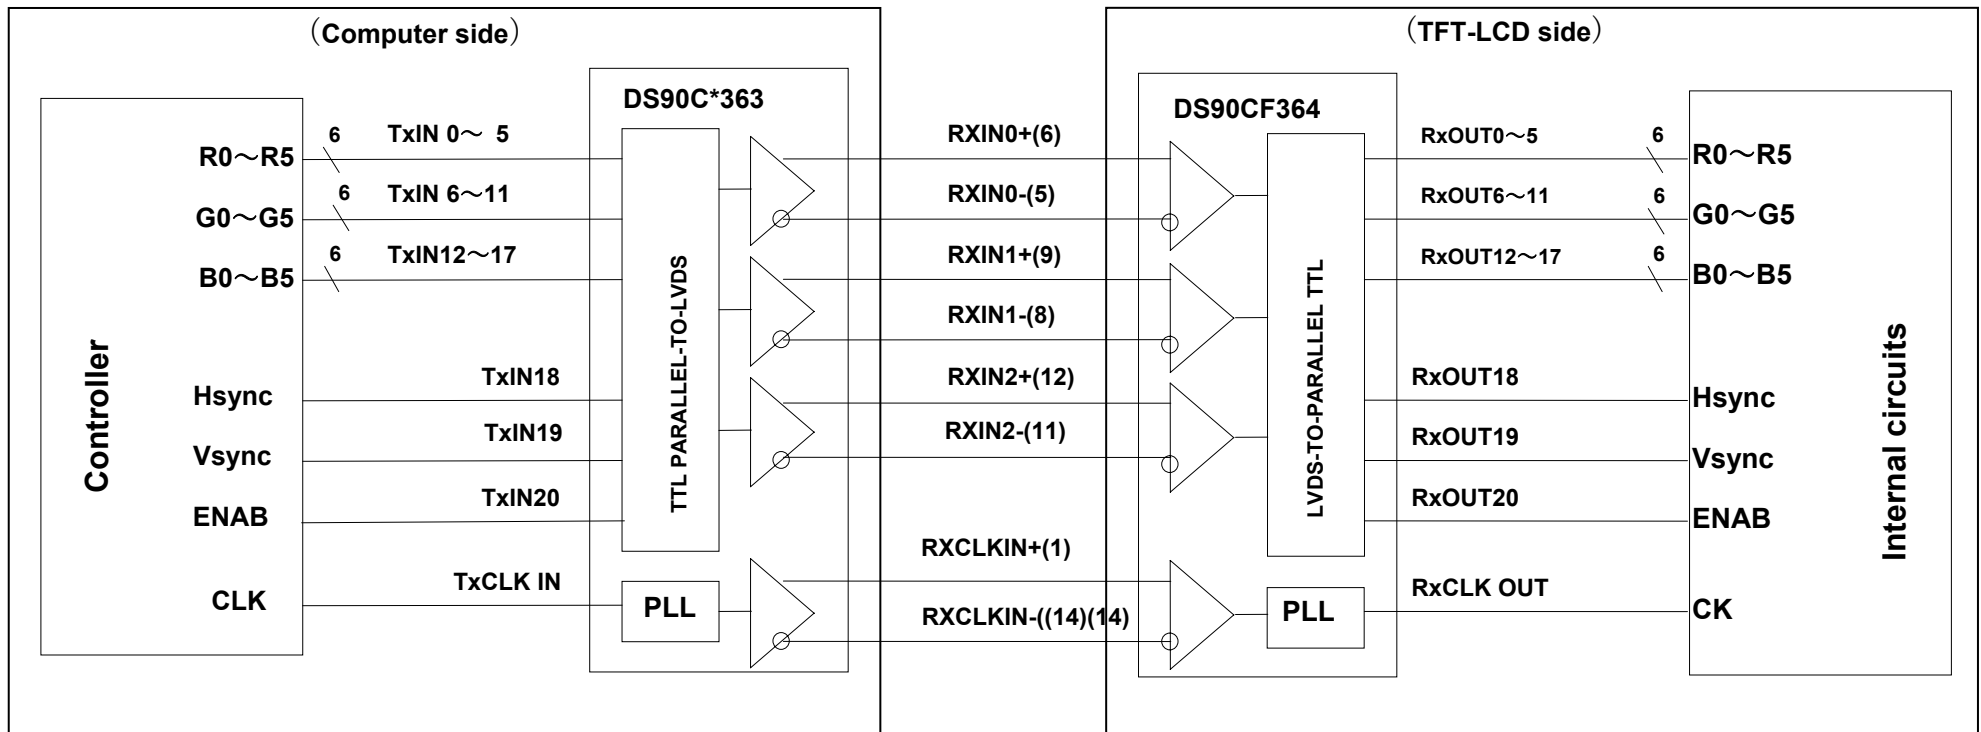 （Computer side）
Controller
R0～R5
G0～G5
B0～B5
Hsync
Vsync
ENAB
CLK
6
TxIN 0～ 5
6
TxIN 6～11
6
TxIN12～17
TxIN18
TxIN19
TxIN20
TxCLK IN
DS90C*363
TTL PARALLEL-TO-LVDS
PLL
RXIN0+(6)
RXIN0-(5)
RXIN1+(9)
RXIN1-(8)
RXIN2+(12)
RXIN2-(11)
RXCLKIN+(1)
RXCLKIN-((14)(14)
（TFT-LCD side）
DS90CF364
LVDS-TO-PARALLEL TTL
PLL
RxOUT0～5
6
RxOUT6～11
6
RxOUT12～17
6
RxOUT18
RxOUT19
RxOUT20
RxCLK OUT
R0～R5
G0～G5
B0～B5
Hsync
Vsync
ENAB
CK
Internal circuits